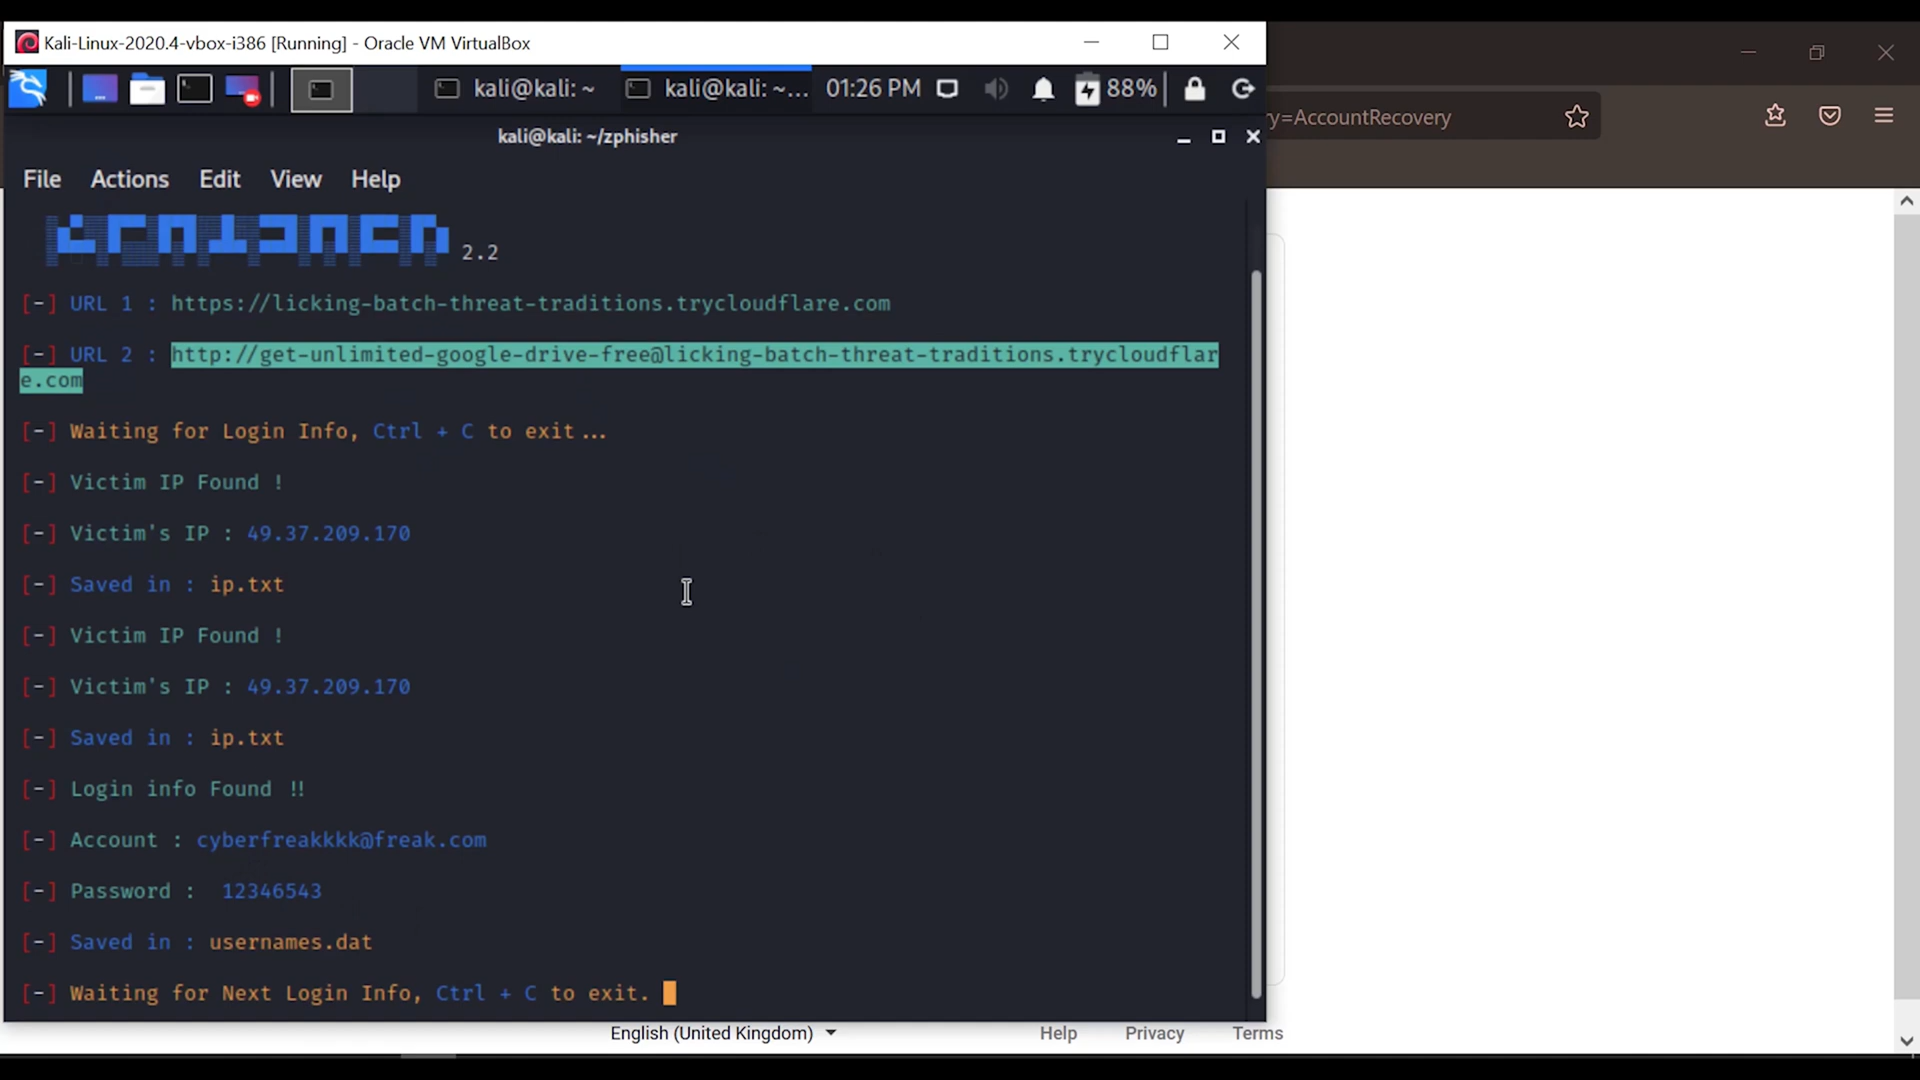 Kali-Linux-2020.4-vbox-i386 [Running] - Oracle VM VirtualBox
kali@kali: ~
kali@kali: ~...
01:26 PM
88%
y=AccountRecovery
kali@kali: ~/zphisher
File Actions Edit View Help
2.2
[-] URL 1 : https://licking-batch-threat-traditions.trycloudflare.com
[-] URL 2 : http://get-unlimited-google-drive-free@licking-batch-threat-traditions.trycloudflar
e.com
[-] Waiting for Login Info, Ctrl + C to exit...
[-] Victim IP Found !
[-] Victim's IP : 49.37.209.170
[-] Saved in : ip.txt
[-] Victim IP Found !
[-] Victim's IP : 49.37.209.170
[-] Saved in : ip.txt
[-] Login info Found !!
[-] Account : cyberfreakkkk@freak.com
[-] Password : 12346543
[-] Saved in : usernames.dat
[-] Waiting for Next Login Info, Ctrl + C to exit.
English (United Kingdom) Help Privacy Terms